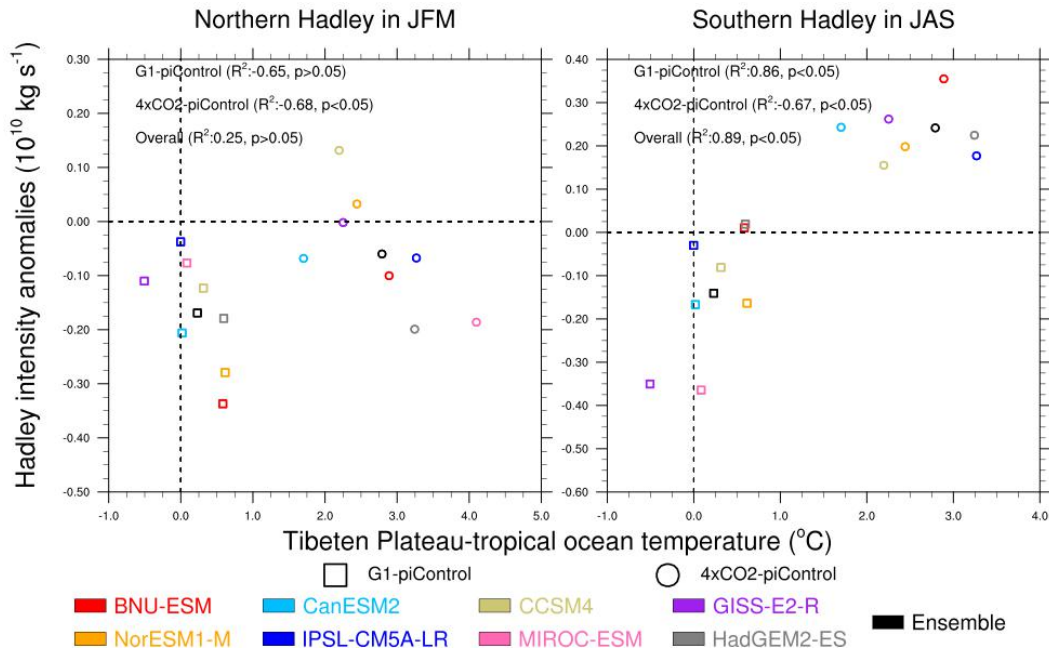 Northern Hadley in JFM
Southern Hadley in JAS
Hadley intensity anomalies (10^10 kg s^-1)
0.30
0.20
0.10
0.00
-0.10
-0.20
-0.30
-0.40
-0.50
G1-piControl (R²:-0.65, p>0.05)
4xCO2-piControl (R²:-0.68, p<0.05)
Overall (R²:0.25, p>0.05)
-1.0 0.0 1.0 2.0 3.0 4.0 5.0
0.40
0.30
0.20
0.10
0.00
-0.10
-0.20
-0.30
-0.40
-0.50
-0.60
G1-piControl (R²:0.86, p<0.05)
4xCO2-piControl (R²:-0.67, p<0.05)
Overall (R²:0.89, p<0.05)
-1.0 0.0 1.0 2.0 3.0 4.0
Tibeten Plateau-tropical ocean temperature (°C)
G1-piControl 4xCO2-piControl
BNU-ESM CanESM2 CCSM4 GISS-E2-R
Ensemble
NorESM1-M IPSL-CM5A-LR MIROC-ESM HadGEM2-ES